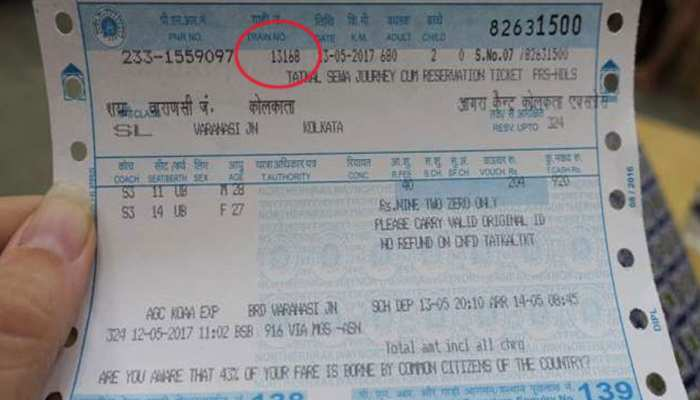 पी.एन.आर.नं गाड़ी नं तिथि कि.मी वयस्क बच्चे 82631500
PNR NO. TRAIN NO. DATE K.M. ADULT CHILD
233-1559097 13168 13-05-2017 680 2 0 S.No.07 /82631500
TATKAL SEWA JOURNEY CUM RESERVATION TICKET PRS-HDLS
वाराणसी जं. कोलकाता आगरा कैन्ट कोलकता एक्सप्रेस
CLASS
SL VARANASI JN KOLKATA RESV. UPTO 324
कोच सीट/बर्थ लिंग आयु यात्रा अधिकार पत्र रियायत आ.शु. स.शु. सु.अ. वाउचर रु. कु.नकद रु.
COACH SEAT/BERTH SEX AGE T.AUTHORITY CONC. R.FEE S.CH. SF.CH. VOUCH.RS. T.CASH RS.
S3 11 UB M 28 40 204 920
S3 14 UB F 27 Rs.NINE TWO ZERO ONLY
PLEASE CARRY VALID ORIGINAL ID
NO REFUND ON CNFD TATKALTKT
AGC KOAA EXP BRD VARANASI JN SCH DEP 13-05 20:10 ARR 14-05 08:45
324 12-05-2017 11:02 BSB 916 VIA MGS -ASN
Total amt incl all chrg
ARE YOU AWARE THAT 43% OF YOUR FARE IS BORNE BY COMMON CITIZENS OF THE COUNTRY?
138 139
08 / 2016
DIPL